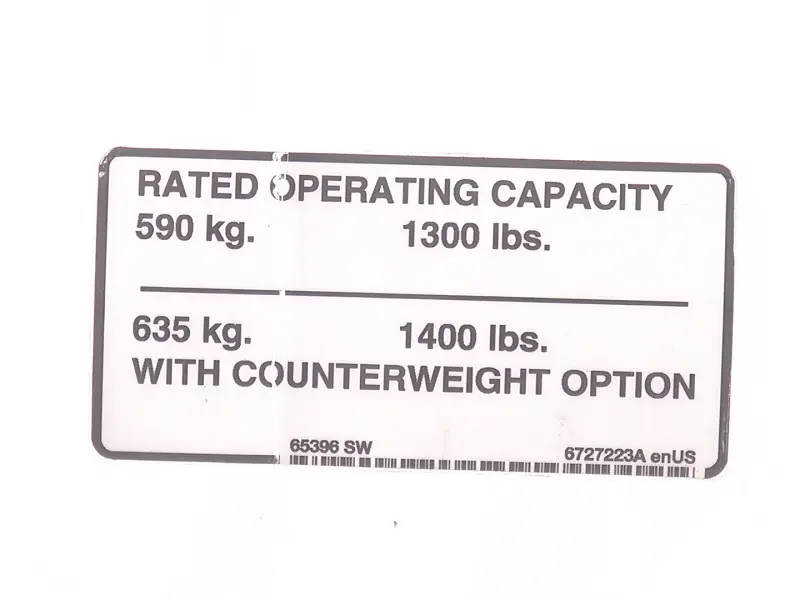 RATED OPERATING CAPACITY
590 kg. 1300 lbs.
635 kg. 1400 lbs.
WITH COUNTERWEIGHT OPTION
65396 SW 6727223A enUS